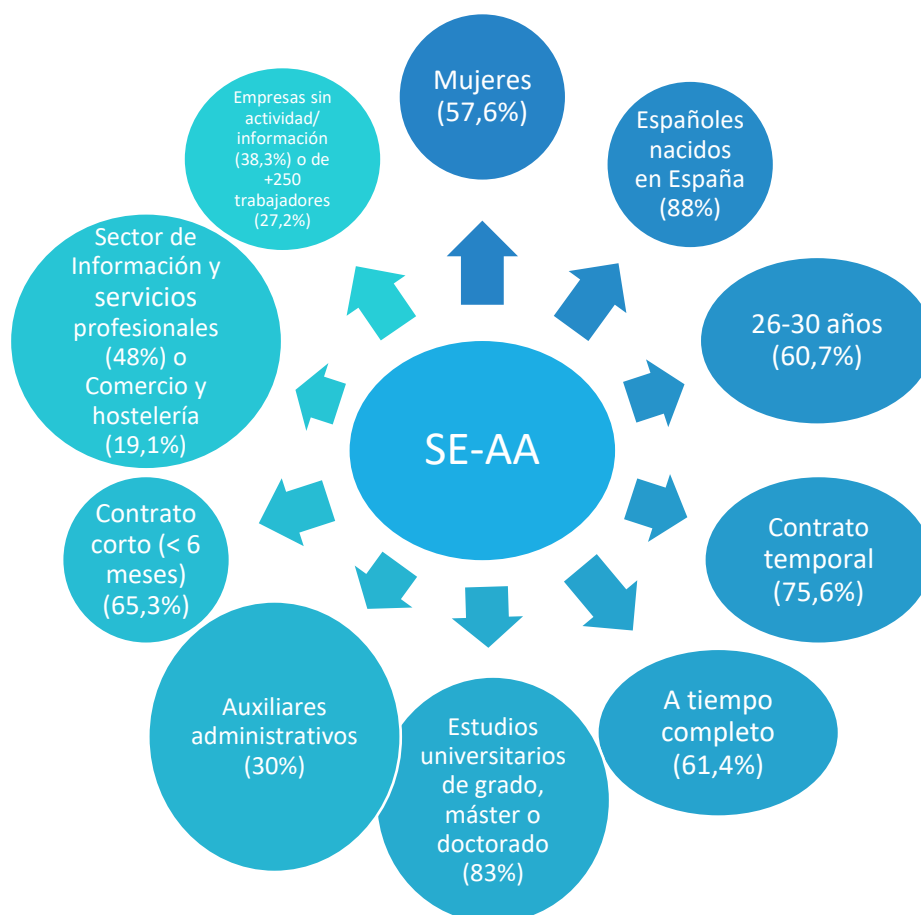 Mujeres
(57,6%)
Españoles
nacidos
en España
(88%)
26-30 años
(60,7%)
Contrato
temporal
(75,6%)
A tiempo
completo
(61,4%)
Estudios
universitarios
de grado,
máster o
doctorado
(83%)
Auxiliares
administrativos
(30%)
Contrato
corto (< 6
meses)
(65,3%)
Sector de
Información y
servicios
profesionales
(48%) o
Comercio y
hostelería
(19,1%)
Empresas sin
actividad/
información
(38,3%) o de
+250
trabajadores
(27,2%)
SE-AA